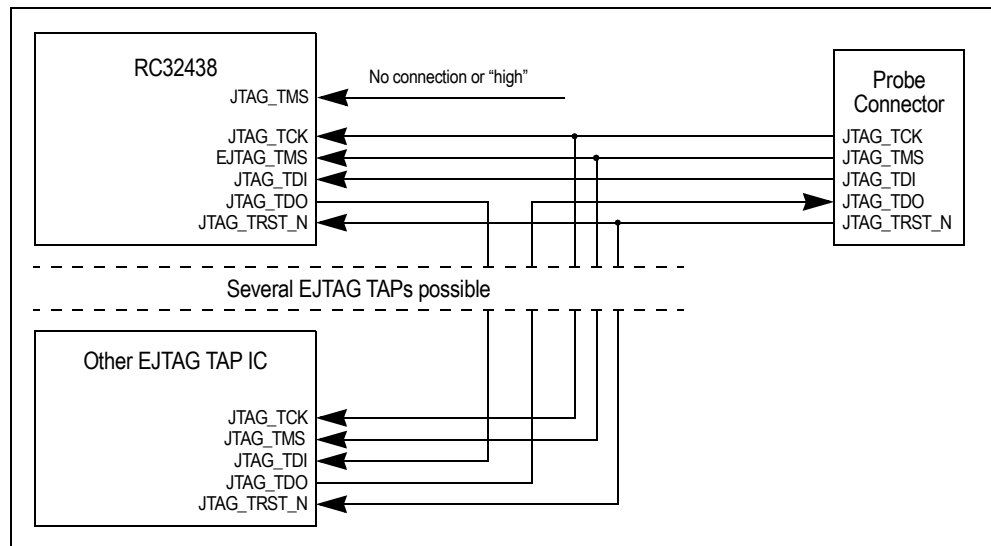 RC32438
No connection or “high”
JTAG_TMS
JTAG_TCK
EJTAG_TMS
JTAG_TDI
JTAG_TDO
JTAG_TRST_N
Probe
Connector
JTAG_TCK
JTAG_TMS
JTAG_TDI
JTAG_TDO
JTAG_TRST_N
Several EJTAG TAPs possible
Other EJTAG TAP IC
JTAG_TCK
JTAG_TMS
JTAG_TDI
JTAG_TDO
JTAG_TRST_N